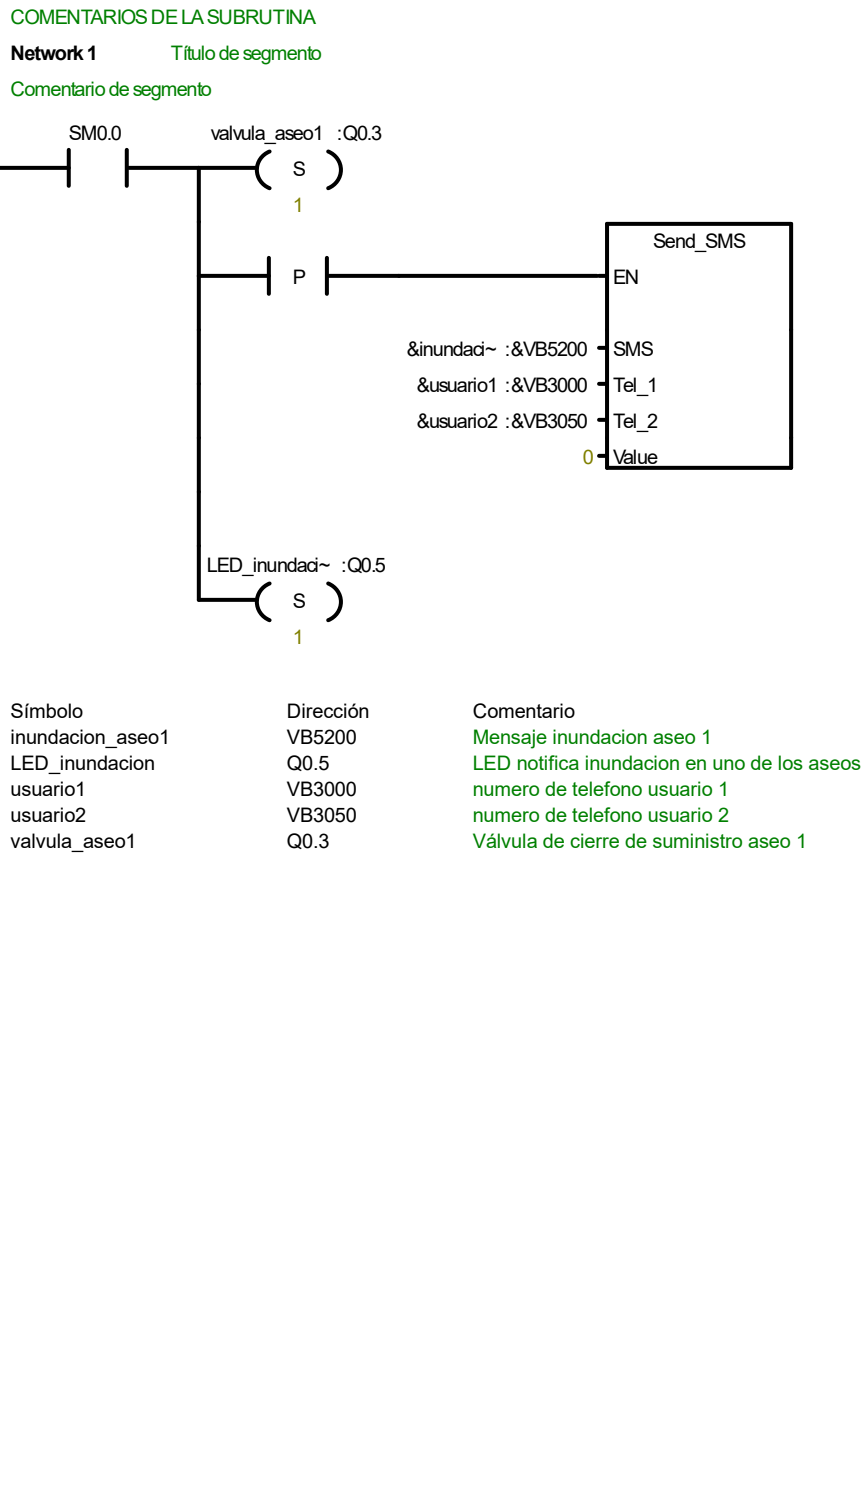 COMENTARIOS DE LA SUBRUTINA
Network 1 Título de segmento
Comentario de segmento
SM0.0 valvula_aseo1 :Q0.3
S
1
Send_SMS
P EN
&inundaci~ :&VB5200 SMS
&usuario1 :&VB3000 Tel_1
&usuario2 :&VB3050 Tel_2
0 Value
LED_inundaci~ :Q0.5
S
1
Símbolo Dirección Comentario
inundacion_aseo1 VB5200 Mensaje inundacion aseo 1
LED_inundacion Q0.5 LED notifica inundacion en uno de los aseos
usuario1 VB3000 numero de telefono usuario 1
usuario2 VB3050 numero de telefono usuario 2
valvula_aseo1 Q0.3 Válvula de cierre de suministro aseo 1